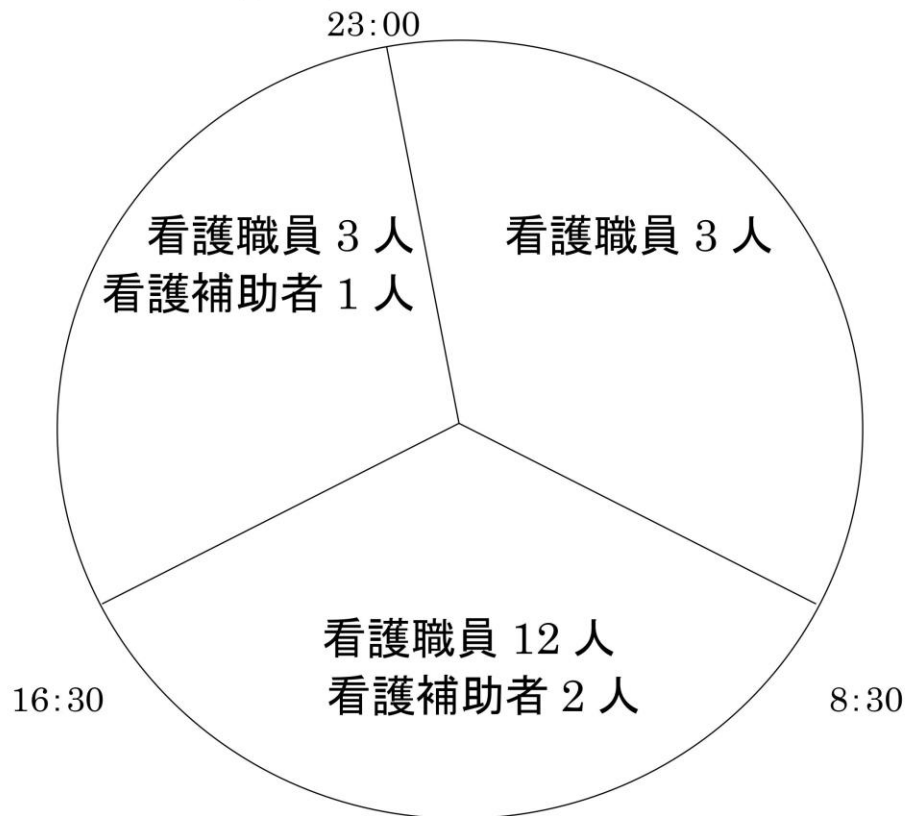 23:00
看護職員 3 人
看護補助者 1 人
看護職員 3 人
看護職員 12 人
看護補助者 2 人
16:30
8:30